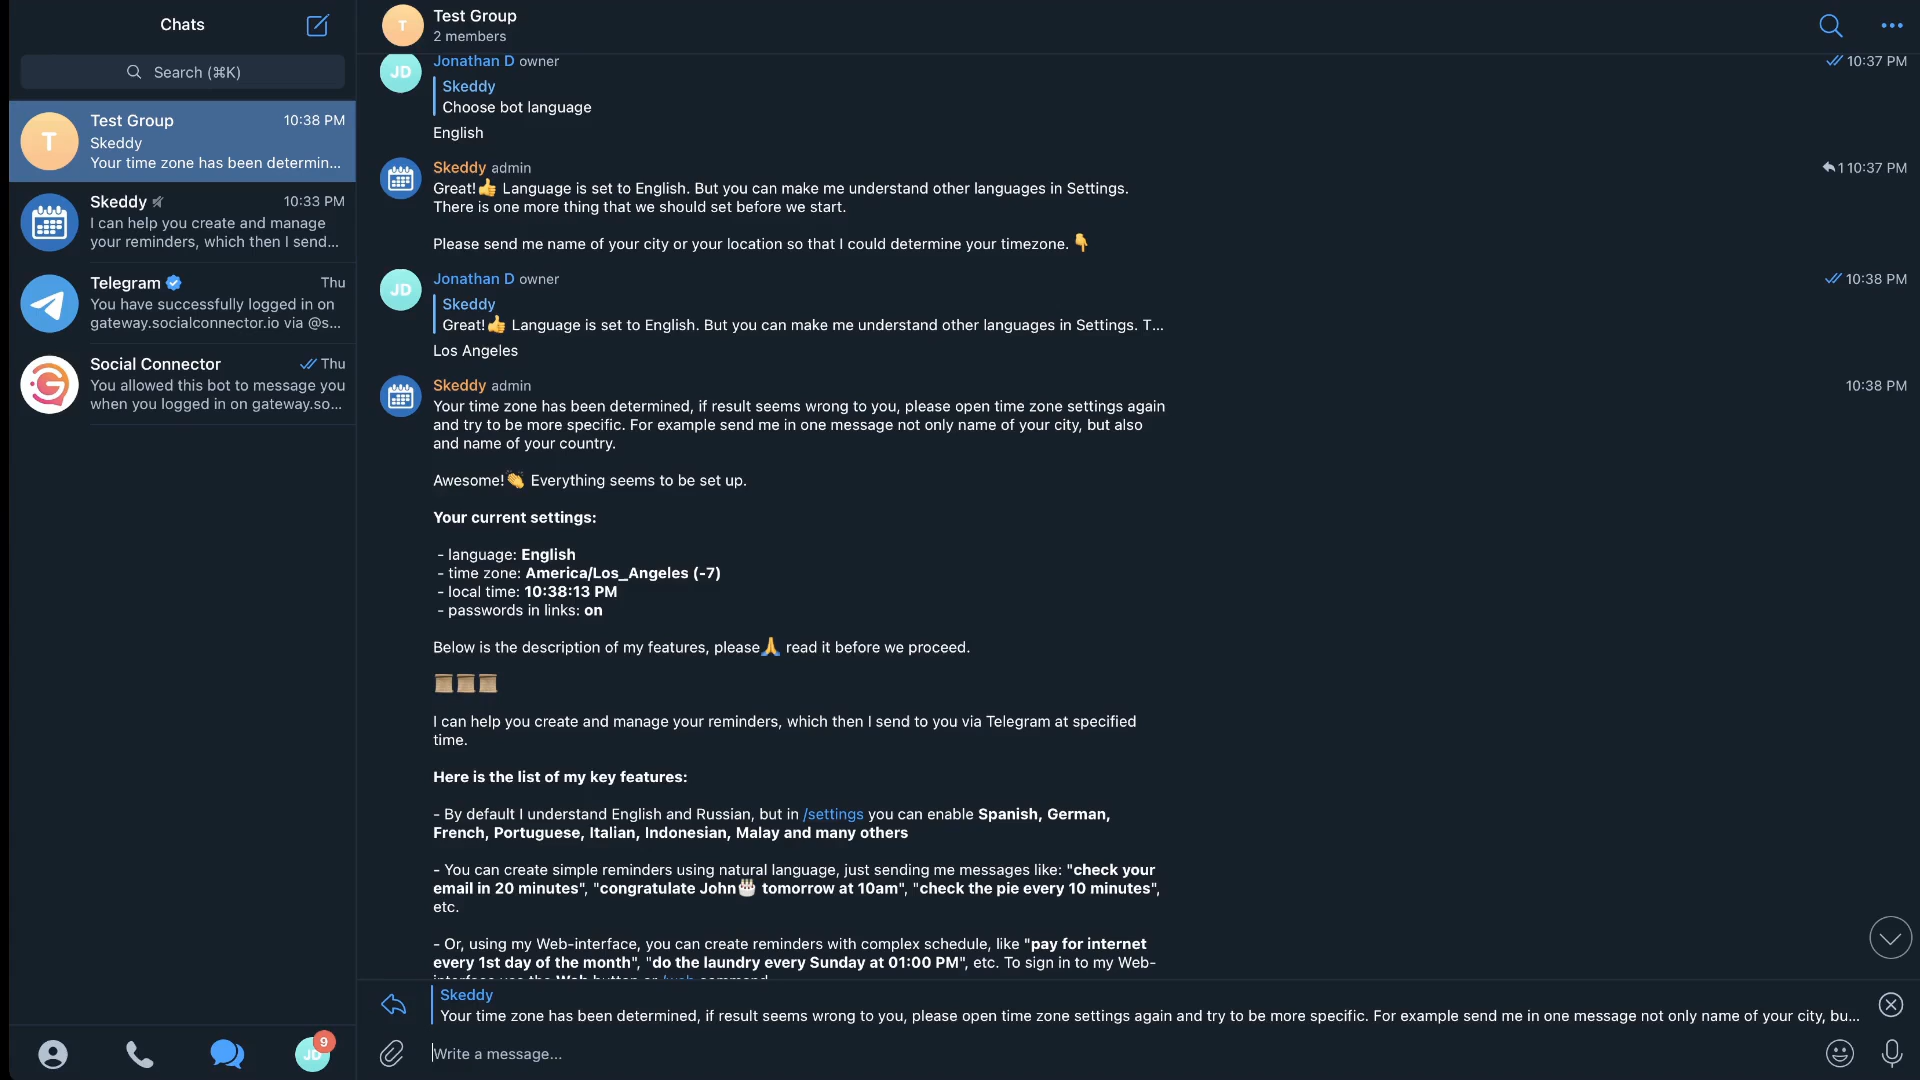 Chats
Search (⌘K)
T
Test Group
10:38 PM
Skeddy
Your time zone has been determin...
Skeddy
10:33 PM
I can help you create and manage
your reminders, which then I send...
Telegram
Thu
You have successfully logged in on
gateway.socialconnector.io via @s...
Social Connector
Thu
You allowed this bot to message you
when you logged in on gateway.so...
JD
9
T
Test Group
2 members
JD
Jonathan D owner
10:37 PM
Skeddy
Choose bot language
English
Skeddy admin
1 10:37 PM
Great!👍 Language is set to English. But you can make me understand other languages in Settings.
There is one more thing that we should set before we start.
Please send me name of your city or your location so that I could determine your timezone. 👇
JD
Jonathan D owner
10:38 PM
Skeddy
Great!👍 Language is set to English. But you can make me understand other languages in Settings. T...
Los Angeles
Skeddy admin
10:38 PM
Your time zone has been determined, if result seems wrong to you, please open time zone settings again
and try to be more specific. For example send me in one message not only name of your city, but also
and name of your country.
Awesome!👏 Everything seems to be set up.
Your current settings:
- language: English
- time zone: America/Los_Angeles (-7)
- local time: 10:38:13 PM
- passwords in links: on
Below is the description of my features, please🙏 read it before we proceed.
📜📜📜
I can help you create and manage your reminders, which then I send to you via Telegram at specified
time.
Here is the list of my key features:
- By default I understand English and Russian, but in /settings you can enable Spanish, German,
French, Portuguese, Italian, Indonesian, Malay and many others
- You can create simple reminders using natural language, just sending me messages like: "check your
email in 20 minutes", "congratulate John🎂 tomorrow at 10am", "check the pie every 10 minutes",
etc.
- Or, using my Web-interface, you can create reminders with complex schedule, like "pay for internet
every 1st day of the month", "do the laundry every Sunday at 01:00 PM", etc. To sign in to my Web-
interface use the Web button or /web command
Skeddy
Your time zone has been determined, if result seems wrong to you, please open time zone settings again and try to be more specific. For example send me in one message not only name of your city, bu...
Write a message...